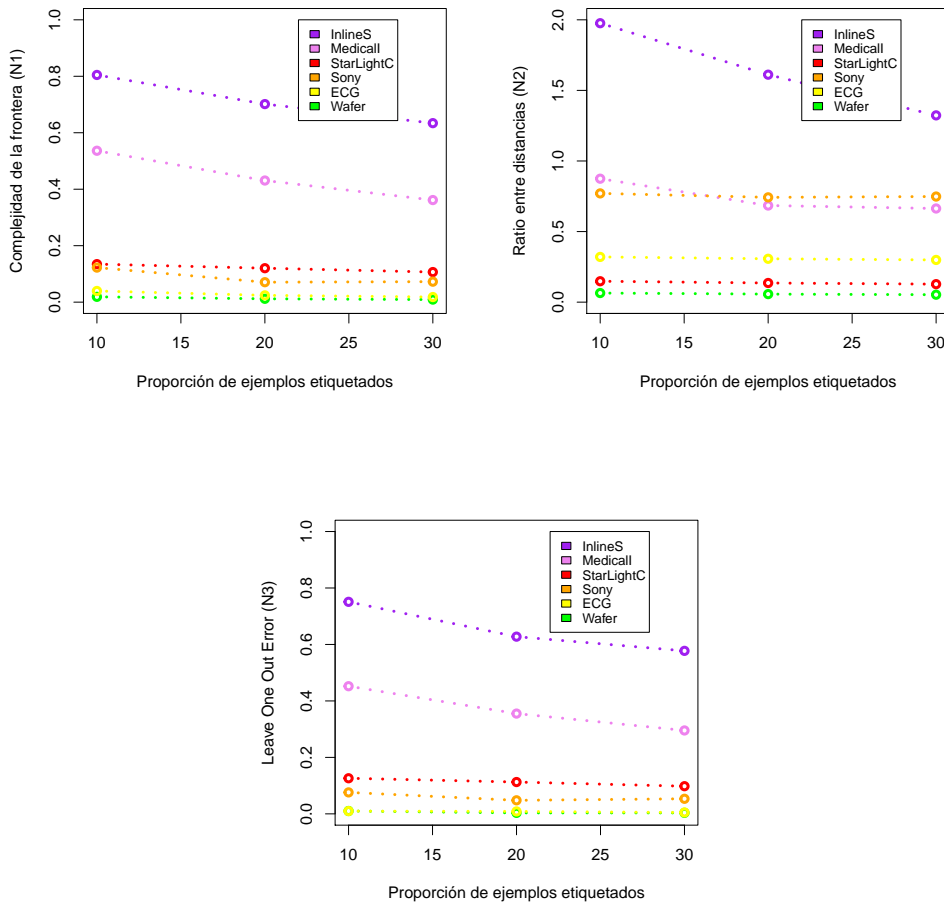 Complejidad de la frontera (N1)
0.0
0.2
0.4
0.6
0.8
1.0
InlineS
MedicalI
StarLightC
Sony
ECG
Wafer
10
15
20
25
30
Proporción de ejemplos etiquetados
Ratio entre distancias (N2)
0.0
0.5
1.0
1.5
2.0
InlineS
MedicalI
StarLightC
Sony
ECG
Wafer
10
15
20
25
30
Proporción de ejemplos etiquetados
Leave One Out Error (N3)
0.0
0.2
0.4
0.6
0.8
1.0
InlineS
MedicalI
StarLightC
Sony
ECG
Wafer
10
15
20
25
30
Proporción de ejemplos etiquetados